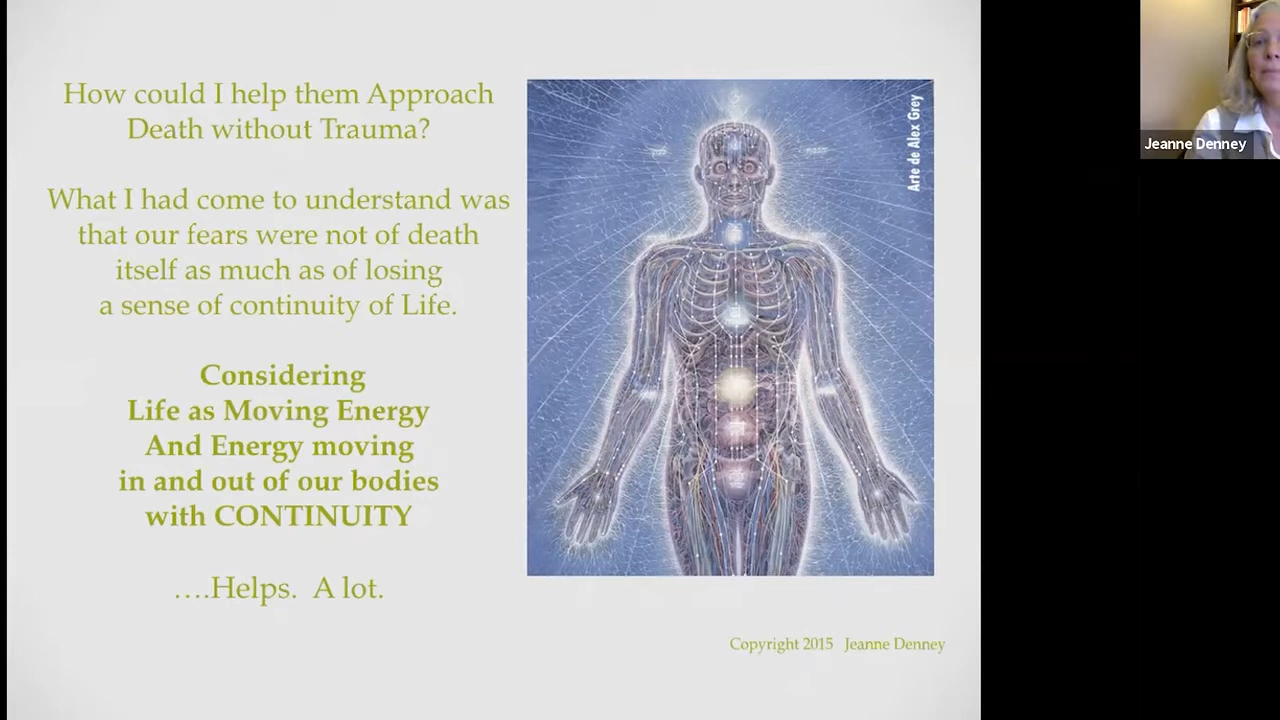 How could I help them Approach
Death without Trauma?
What I had come to understand was
that our fears were not of death
itself as much as of losing
a sense of continuity of Life.
Considering
Life as Moving Energy
And Energy moving
in and out of our bodies
with CONTINUITY
….Helps.  A lot.
Arte de Alex Grey
Copyright 2015   Jeanne Denney
Jeanne Denney